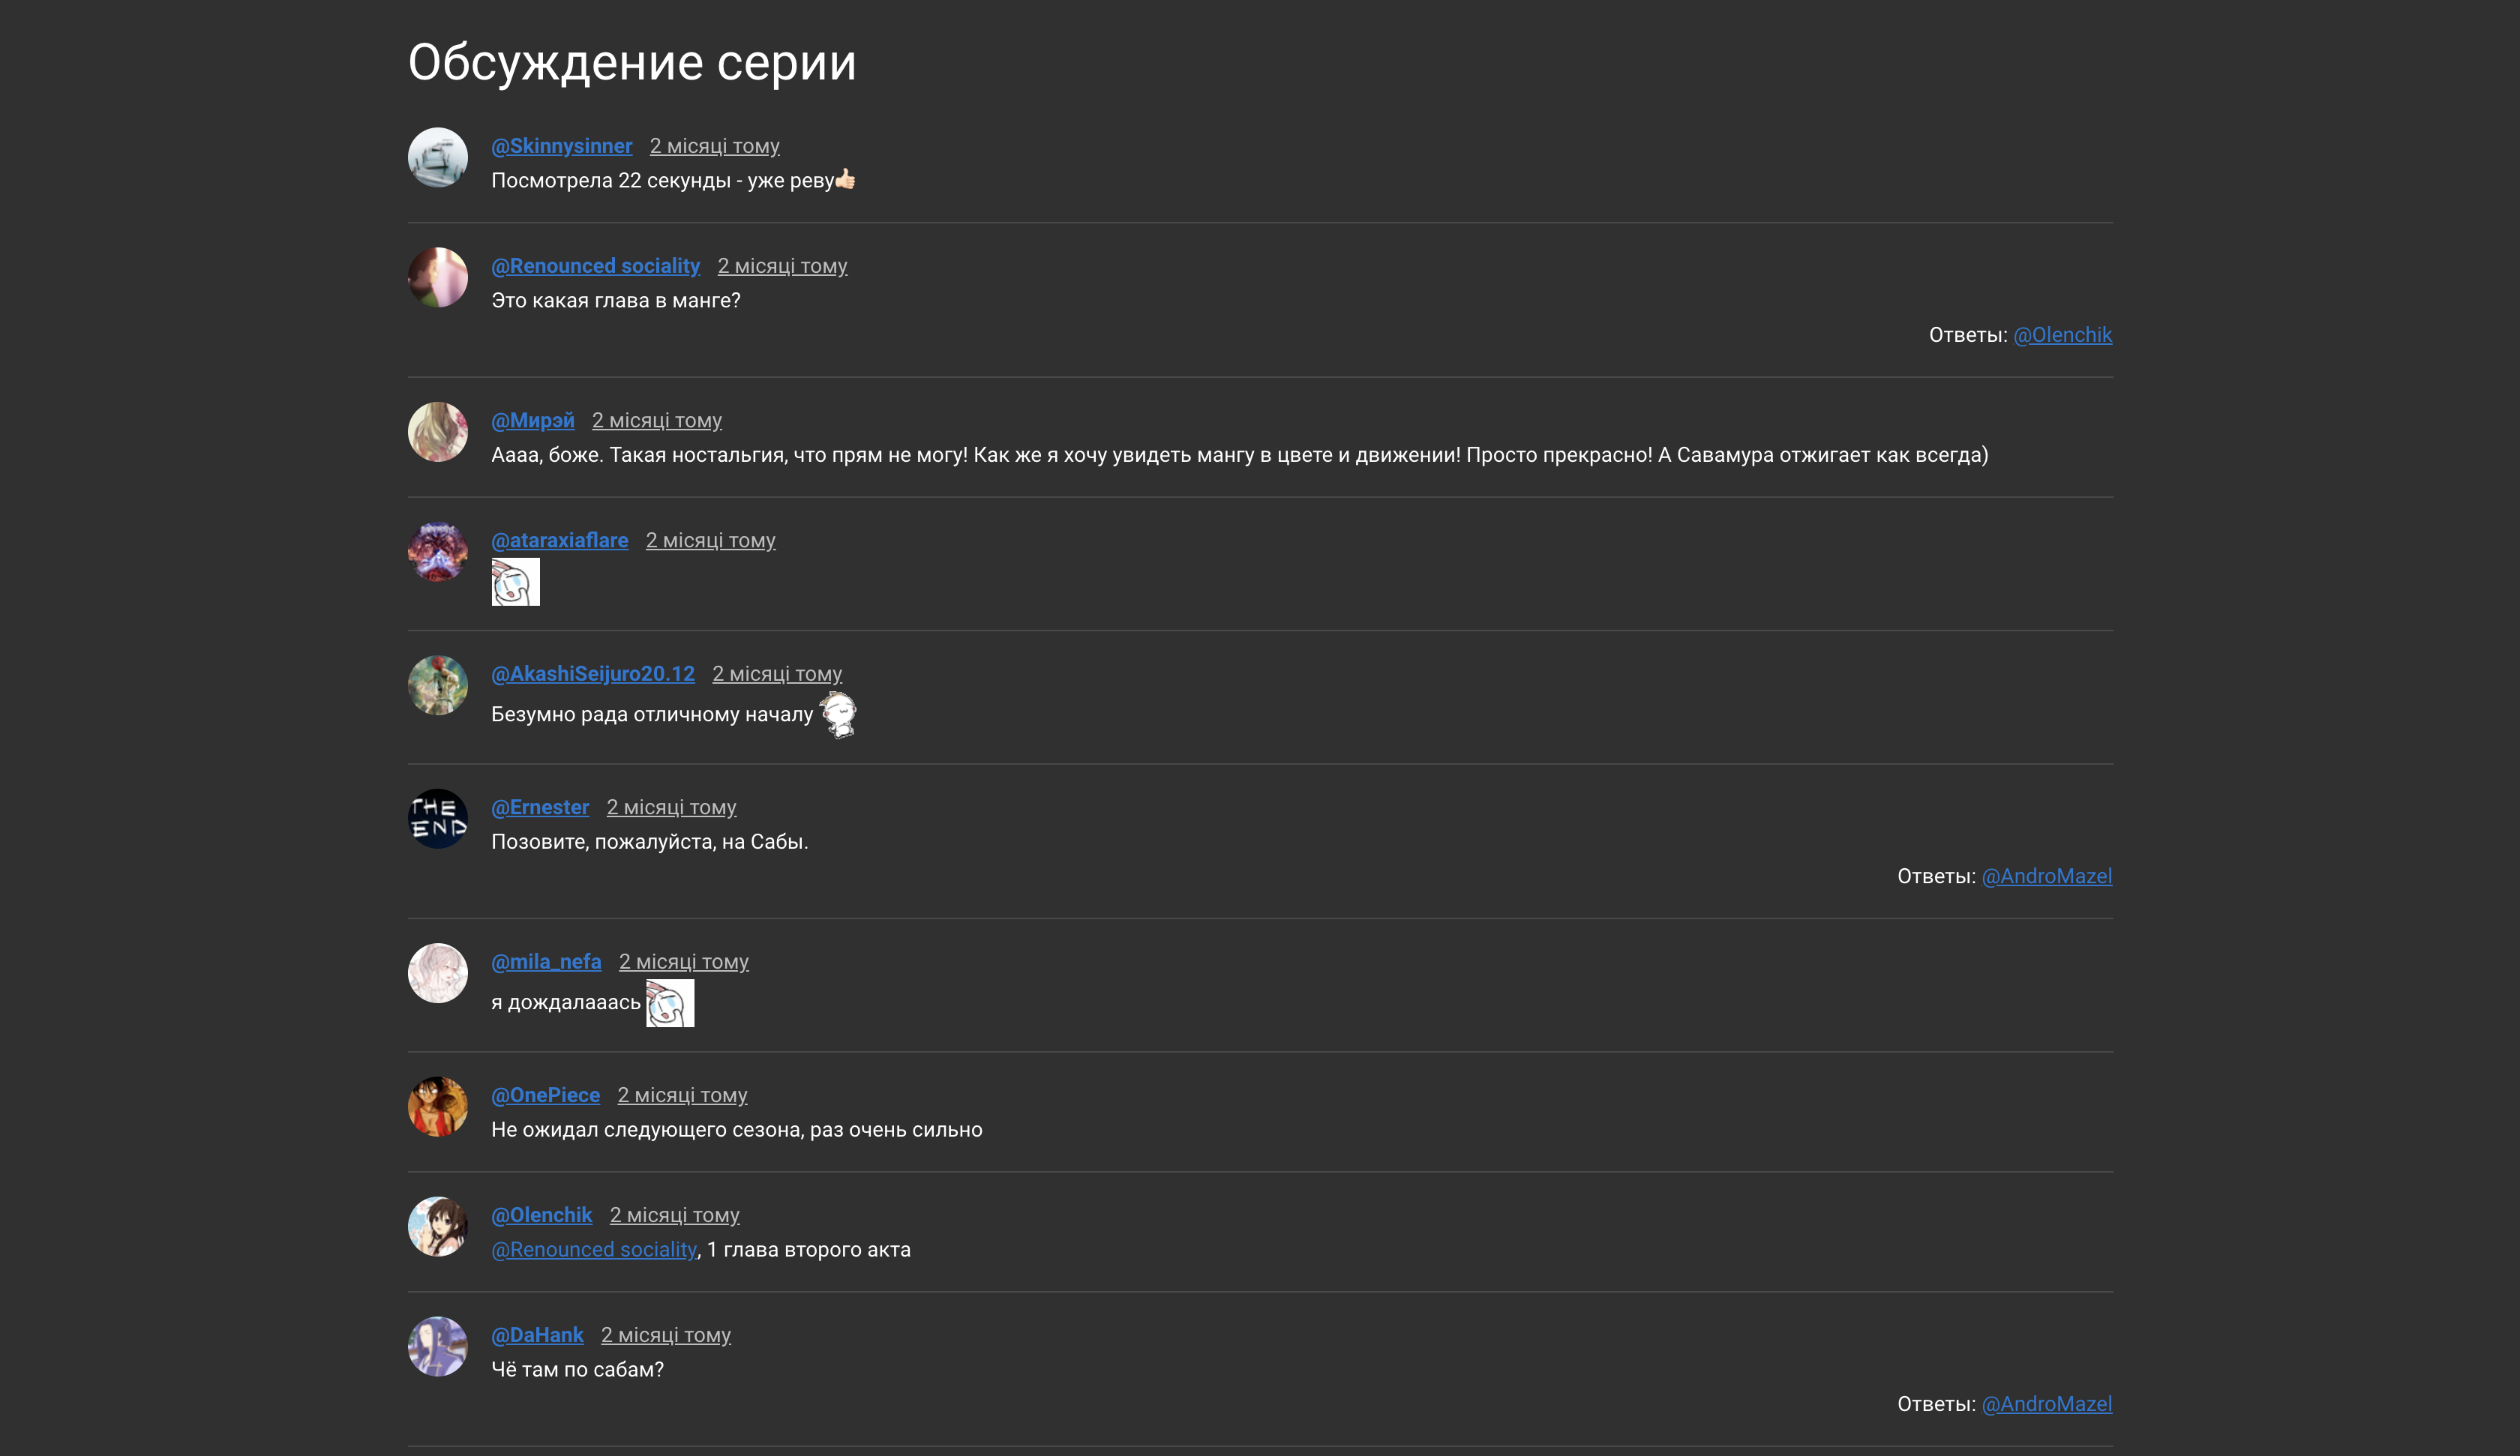 Обсуждение серии
@Skinnysinner 2 місяці тому
Посмотрела 22 секунды - уже реву👍🏻
@Renounced sociality 2 місяці тому
Это какая глава в манге?
Ответы: @Olenchik
@Мирэй 2 місяці тому
Аааа, боже. Такая ностальгия, что прям не могу! Как же я хочу увидеть мангу в цвете и движении! Просто прекрасно! А Савамура отжигает как всегда)
@ataraxiaflare 2 місяці тому
@AkashiSeijuro20.12 2 місяці тому
Безумно рада отличному началу
THE
END
@Ernester 2 місяці тому
Позовите, пожалуйста, на Сабы.
Ответы: @AndroMazel
@mila_nefa 2 місяці тому
я дождалааась
@OnePiece 2 місяці тому
Не ожидал следующего сезона, раз очень сильно
@Olenchik 2 місяці тому
@Renounced sociality, 1 глава второго акта
@DaHank 2 місяці тому
Чё там по сабам?
Ответы: @AndroMazel